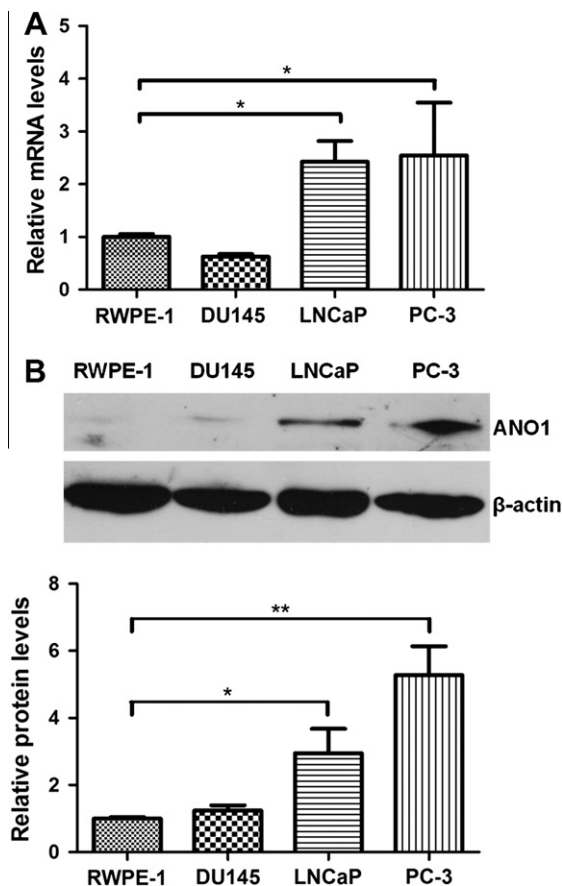 A
Relative mRNA levels
5
4
3
2
1
0
*
*
RWPE-1 DU145 LNCaP PC-3
B
RWPE-1 DU145 LNCaP PC-3
ANO1
β-actin
Relative protein levels
8
6
4
2
0
**
*
RWPE-1 DU145 LNCaP PC-3